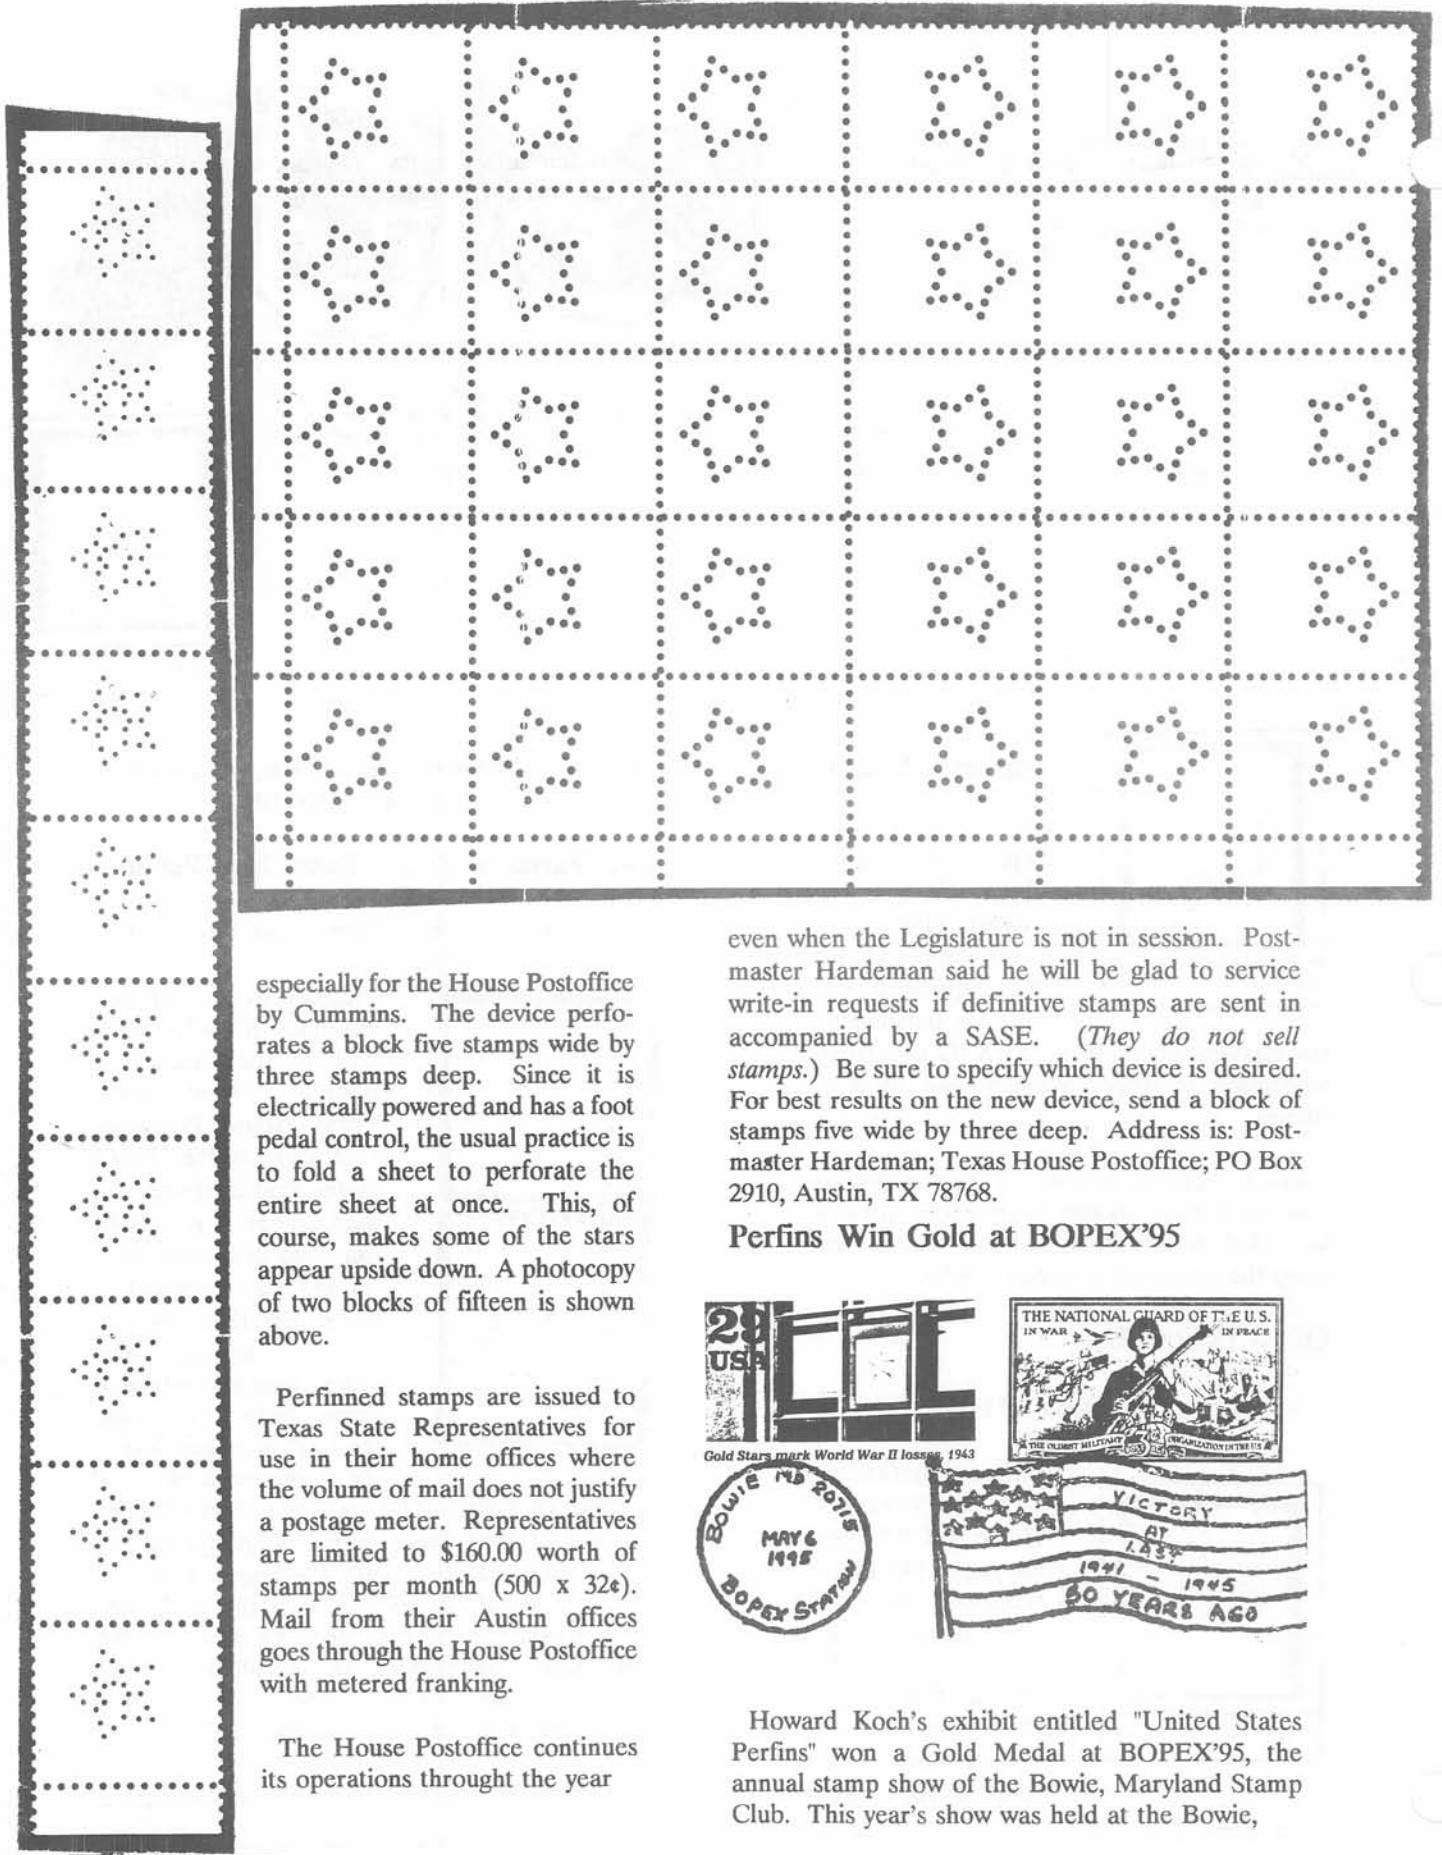 especially for the House Postoffice
by Cummins. The device perfo-
rates a block five stamps wide by
three stamps deep. Since it is
electrically powered and has a foot
pedal control, the usual practice is
to fold a sheet to perforate the
entire sheet at once. This, of
course, makes some of the stars
appear upside down. A photocopy
of two blocks of fifteen is shown
above.
Perfinned stamps are issued to
Texas State Representatives for
use in their home offices where
the volume of mail does not justify
a postage meter. Representatives
are limited to $160.00 worth of
stamps per month (500 x 32¢).
Mail from their Austin offices
goes through the House Postoffice
with metered franking.
The House Postoffice continues
its operations throught the year
even when the Legislature is not in session. Post-
master Hardeman said he will be glad to service
write-in requests if definitive stamps are sent in
accompanied by a SASE. (They do not sell
stamps.) Be sure to specify which device is desired.
For best results on the new device, send a block of
stamps five wide by three deep. Address is: Post-
master Hardeman; Texas House Postoffice; PO Box
2910, Austin, TX 78768.
Perfins Win Gold at BOPEX'95
29
USA
Gold Stars mark World War II losses, 1943
THE NATIONAL GUARD OF THE U.S.
IN WAR IN PEACE
THE OLDEST MILITARY ORGANIZATION IN THE U S
BOWIE MD 20715
MAY 6
1995
BOPEX STATION
VICTORY
AT
LAST
1941 - 1945
50 YEARS AGO
Howard Koch's exhibit entitled "United States
Perfins" won a Gold Medal at BOPEX'95, the
annual stamp show of the Bowie, Maryland Stamp
Club. This year's show was held at the Bowie,